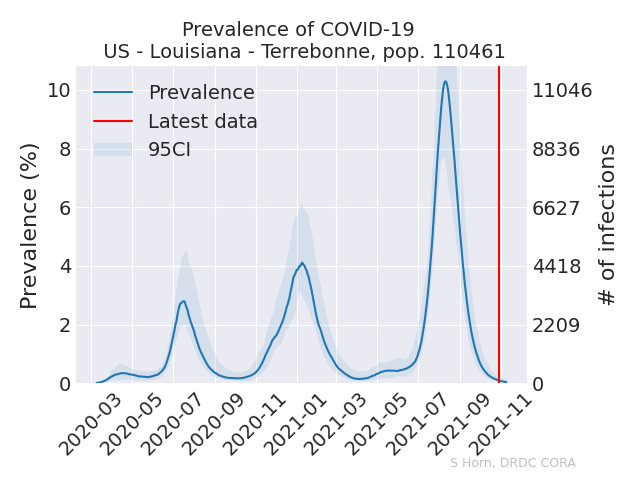 Prevalence of COVID-19
US - Louisiana - Terrebonne, pop. 110461
Prevalence
Latest data
95CI
Prevalence (%)
10
8
6
4
2
0
11046
8836
6627
4418
2209
0
# of infections
2020-03
2020-05
2020-07
2020-09
2020-11
2021-01
2021-03
2021-05
2021-07
2021-09
2021-11
S Horn, DRDC CORA